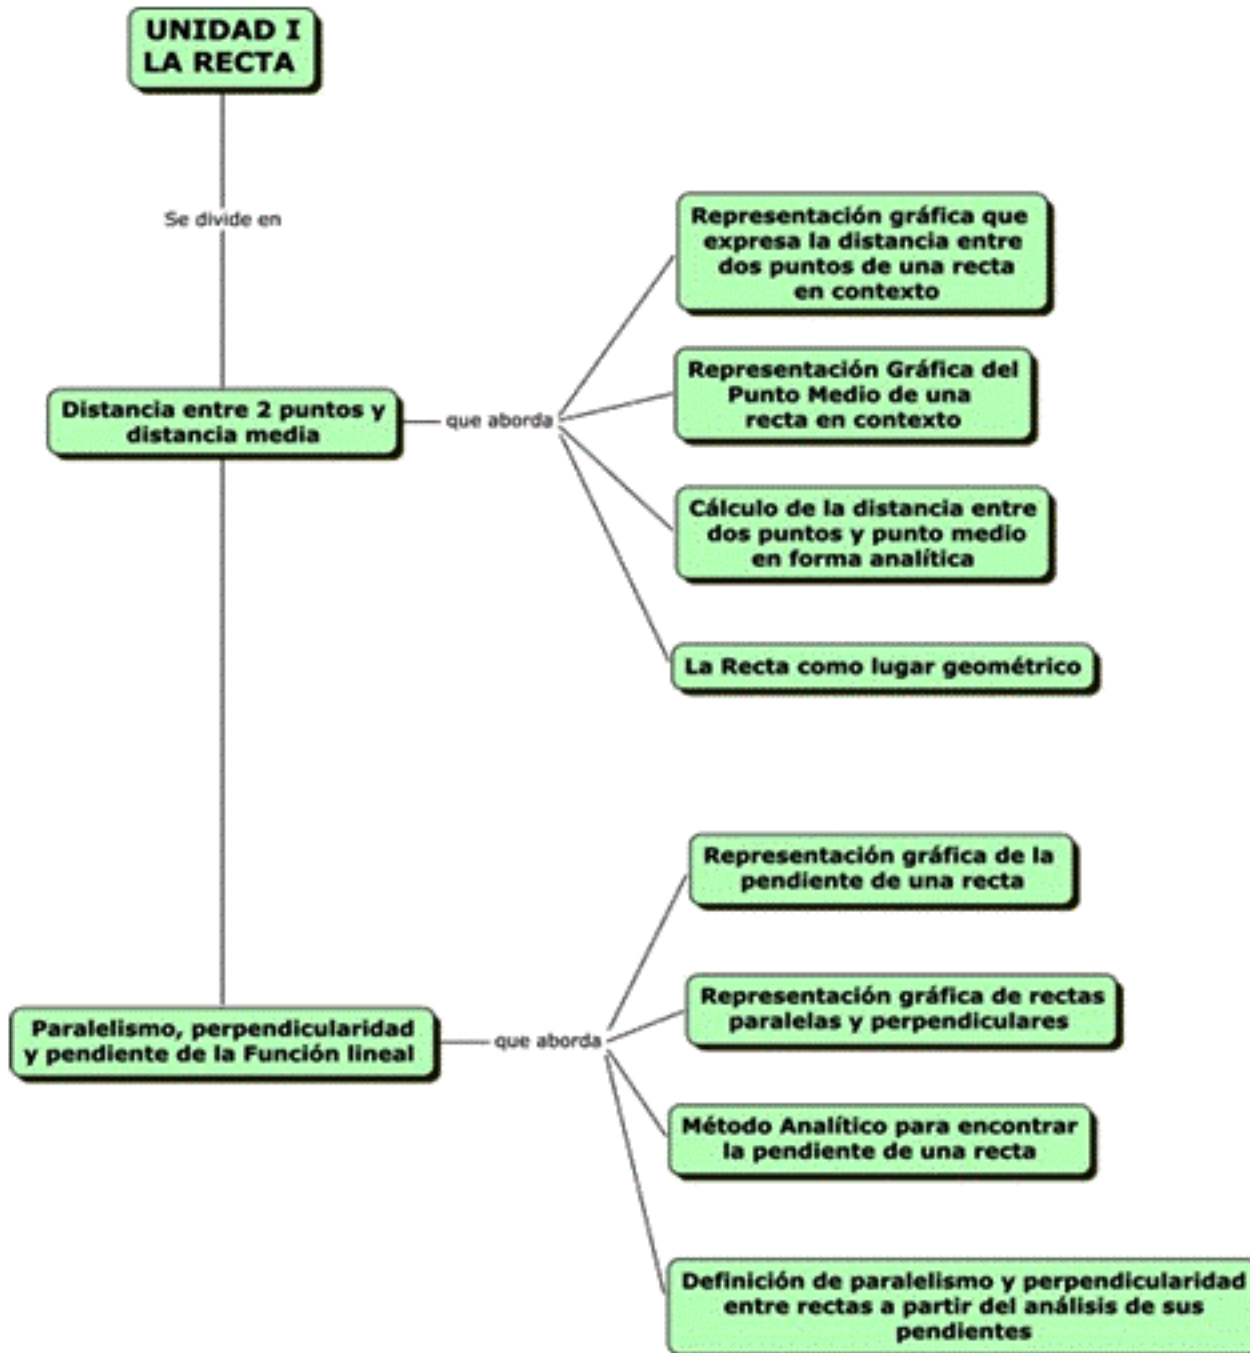 UNIDAD I
LA RECTA
Se divide en
Distancia entre 2 puntos y
distancia media
que aborda
Representación gráfica que
expresa la distancia entre
dos puntos de una recta
en contexto
Representación Gráfica del
Punto Medio de una
recta en contexto
Cálculo de la distancia entre
dos puntos y punto medio
en forma analítica
La Recta como lugar geométrico
Paralelismo, perpendicularidad
y pendiente de la Función lineal
que aborda
Representación gráfica de la
pendiente de una recta
Representación gráfica de rectas
paralelas y perpendiculares
Método Analítico para encontrar
la pendiente de una recta
Definición de paralelismo y perpendicularidad
entre rectas a partir del análisis de sus
pendientes